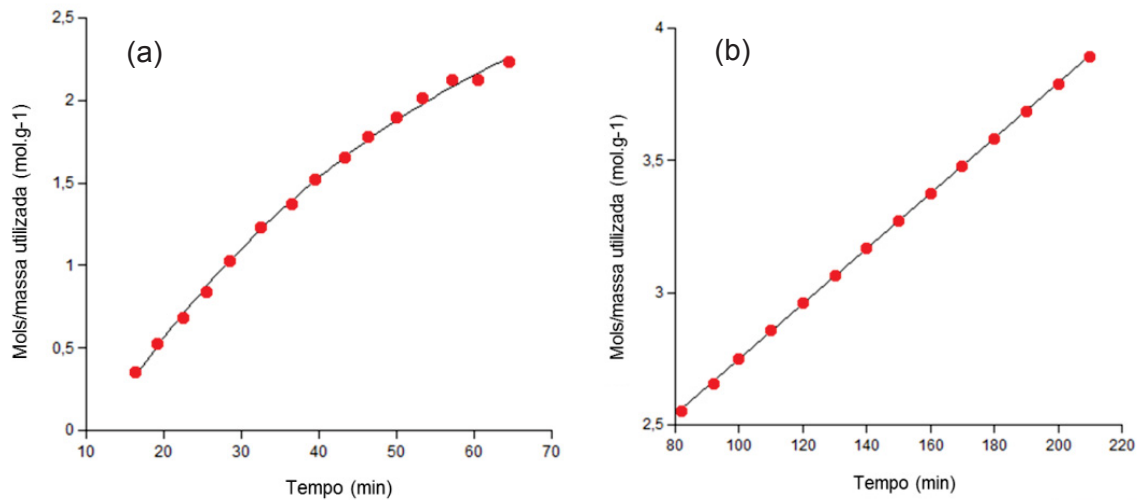 (a)
Mols/massa utilizada (mol.g-1)
2,5
2
1,5
1
0,5
0
10 20 30 40 50 60 70
Tempo (min)
(b)
Mols/massa utilizada (mol.g-1)
4
3,5
3
2,5
80 100 120 140 160 180 200 220
Tempo (min)